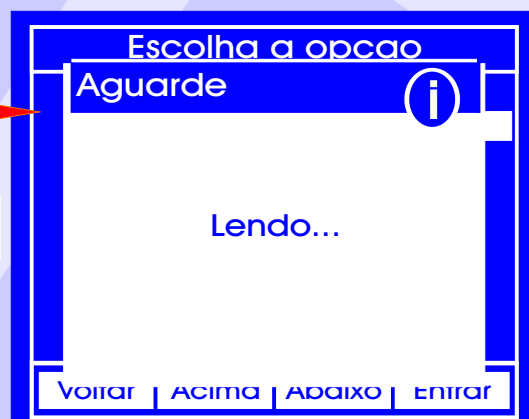 Escolha a opcao
Aguarde
i
Lendo...
Voltar Acima Abaixo Entrar